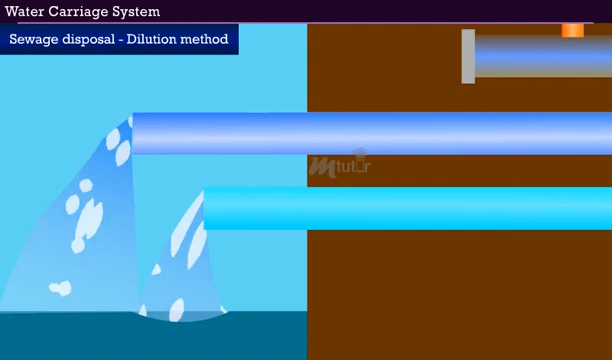 Water Carriage System
Sewage disposal - Dilution method
Mtutor